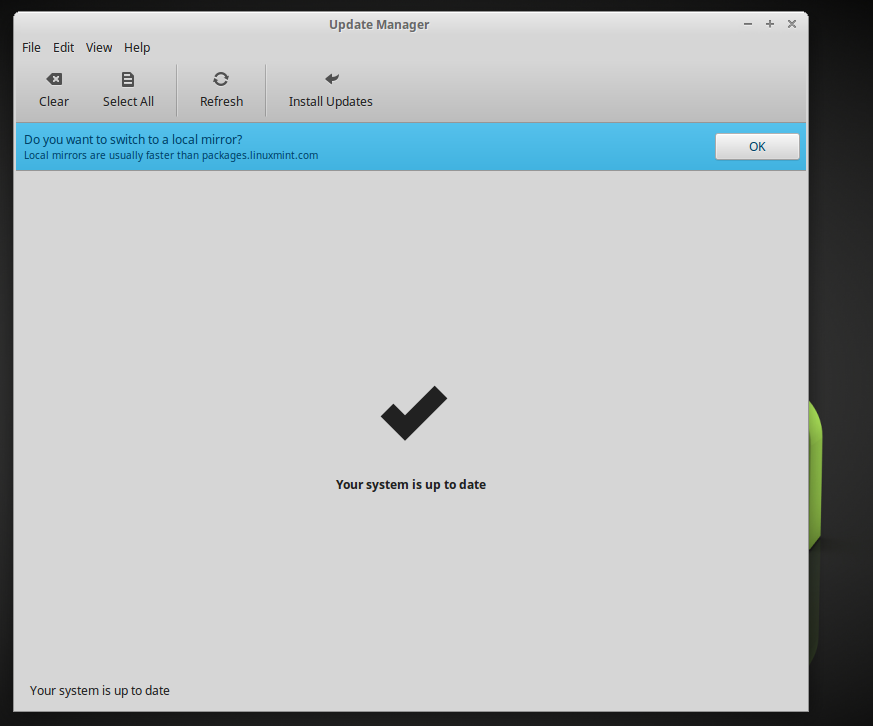 Update Manager
File Edit View Help
Clear Select All Refresh Install Updates
Do you want to switch to a local mirror?
Local mirrors are usually faster than packages.linuxmint.com
OK
Your system is up to date
Your system is up to date